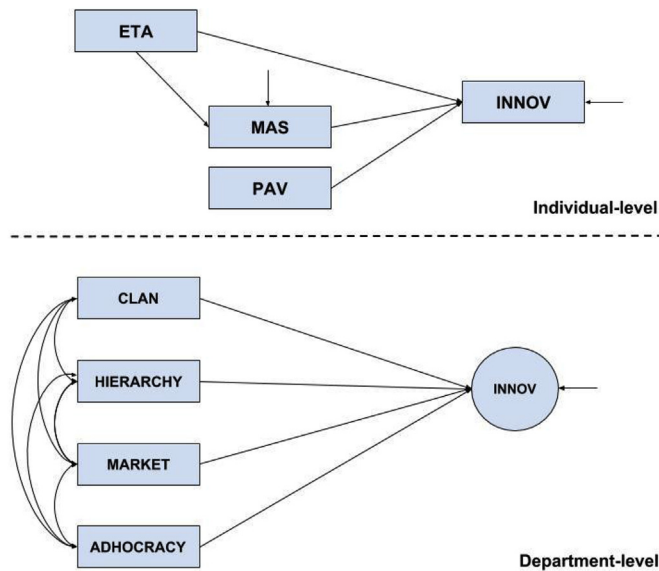 ETA
MAS
INNOV
PAV
Individual-level
CLAN
HIERARCHY
INNOV
MARKET
ADHOCRACY
Department-level